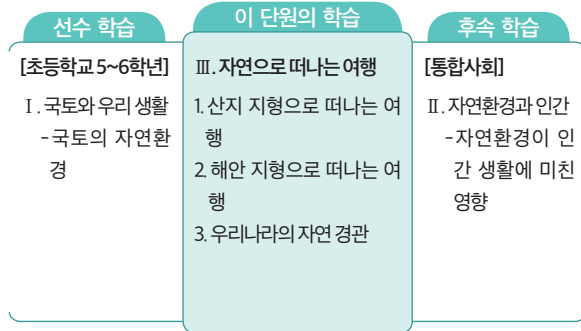 선수 학습
[초등학교 5~6학년]
Ⅰ. 국토와 우리 생활
-국토의 자연환
경
이 단원의 학습
Ⅲ. 자연으로 떠나는 여행
1. 산지 지형으로 떠나는 여
행
2. 해안 지형으로 떠나는 여
행
3. 우리나라의 자연 경관
후속 학습
[통합사회]
Ⅱ. 자연환경과 인간
-자연환경이 인
간 생활에 미친
영향